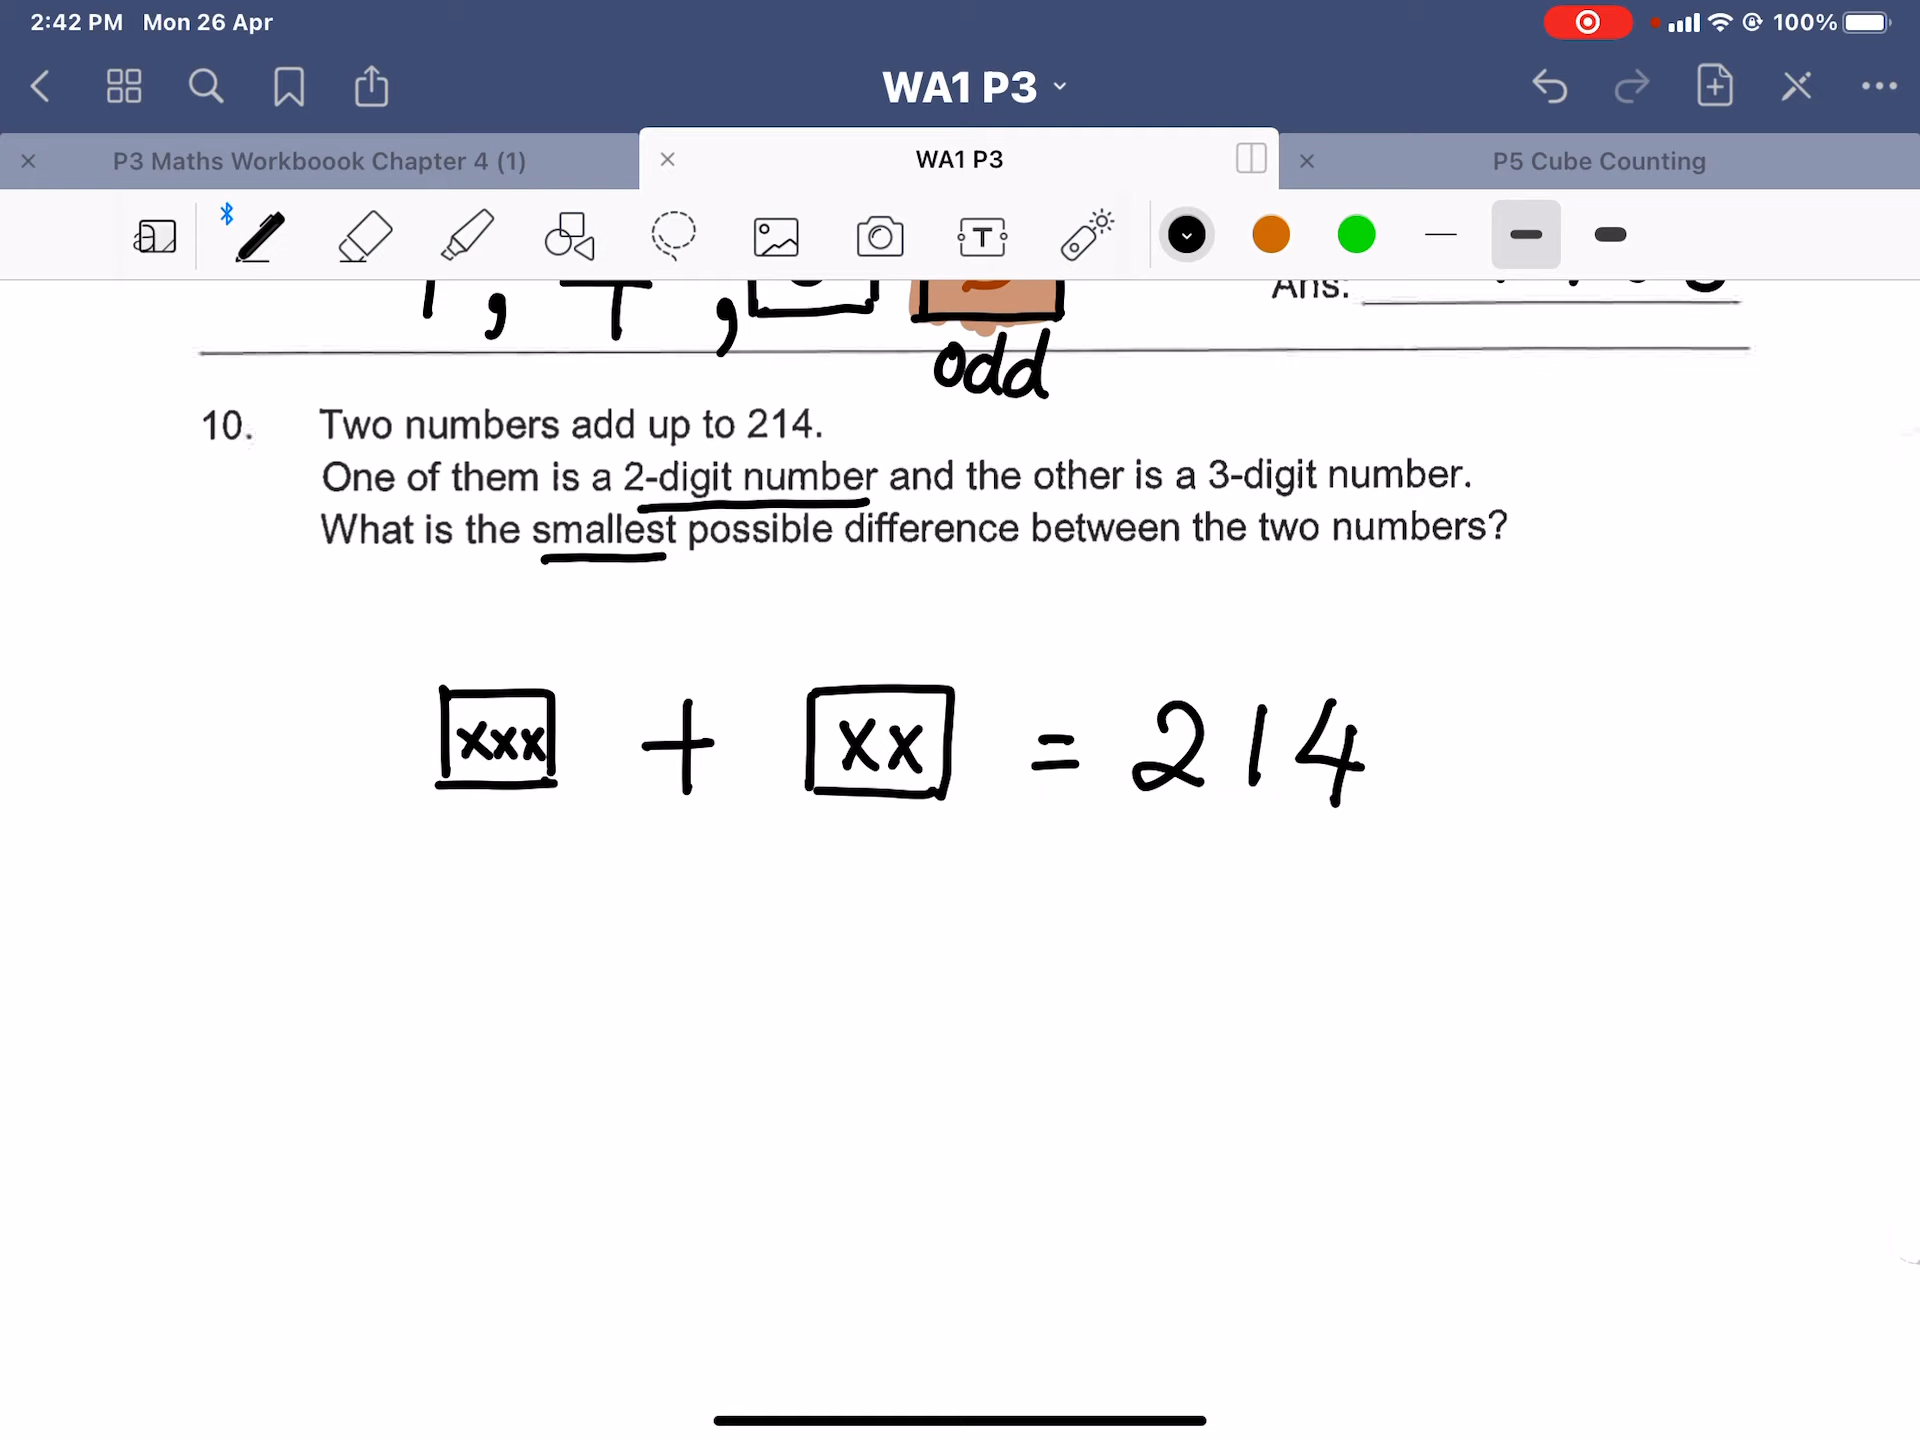 2:42 PM Mon 26 Apr
100%
WA1 P3
P3 Maths Workboook Chapter 4 (1)
WA1 P3
P5 Cube Counting
Ans:
odd
10. Two numbers add up to 214.
One of them is a 2-digit number and the other is a 3-digit number.
What is the smallest possible difference between the two numbers?
xxx + xx = 214